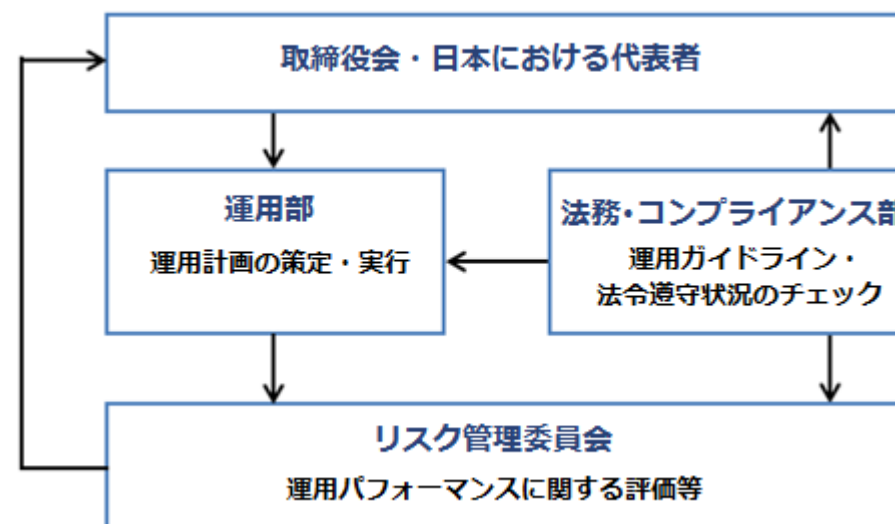 取締役会・日本における代表者
運用部
運用計画の策定・実行
法務・コンプライアンス部
運用ガイドライン・
法令遵守状況のチェック
リスク管理委員会
運用パフォーマンスに関する評価等